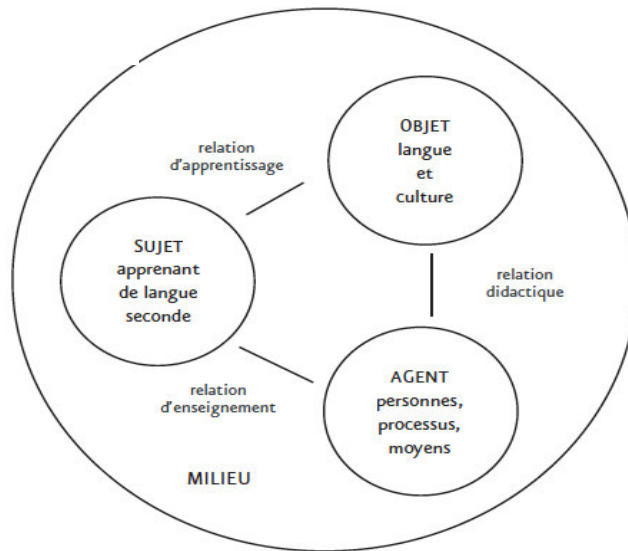 OBJET
langue
et
culture
relation
d'apprentissage
SUJET
apprenant
de langue
seconde
relation
didactique
relation
d'enseignement
AGENT
personnes,
processus,
moyens
MILIEU